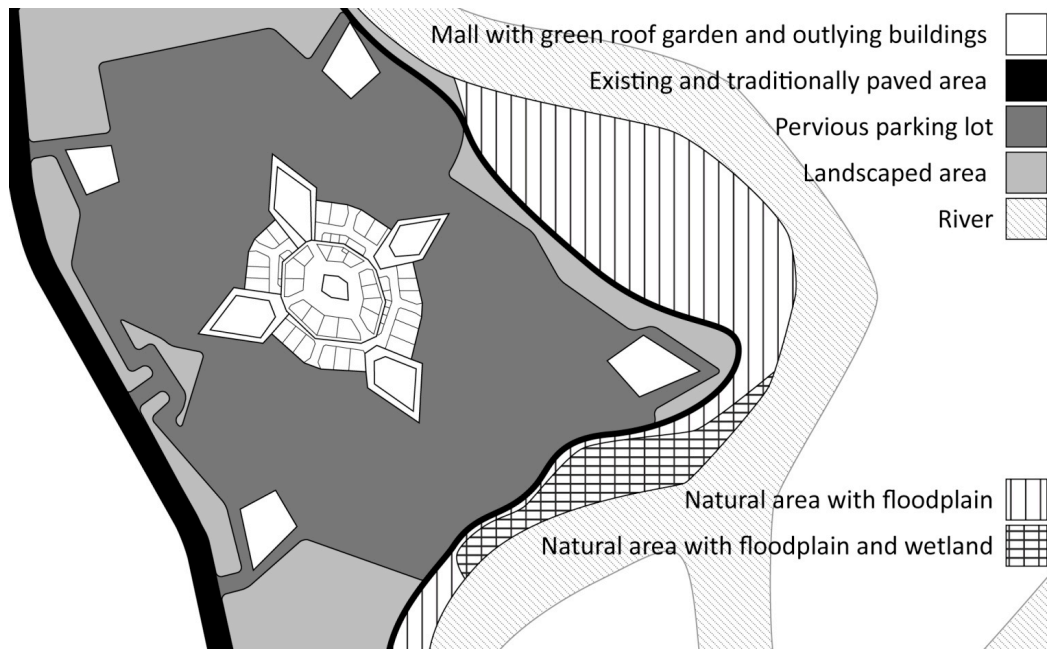 Mall with green roof garden and outlying buildings
Existing and traditionally paved area
Pervious parking lot
Landscaped area
River
Natural area with floodplain
Natural area with floodplain and wetland